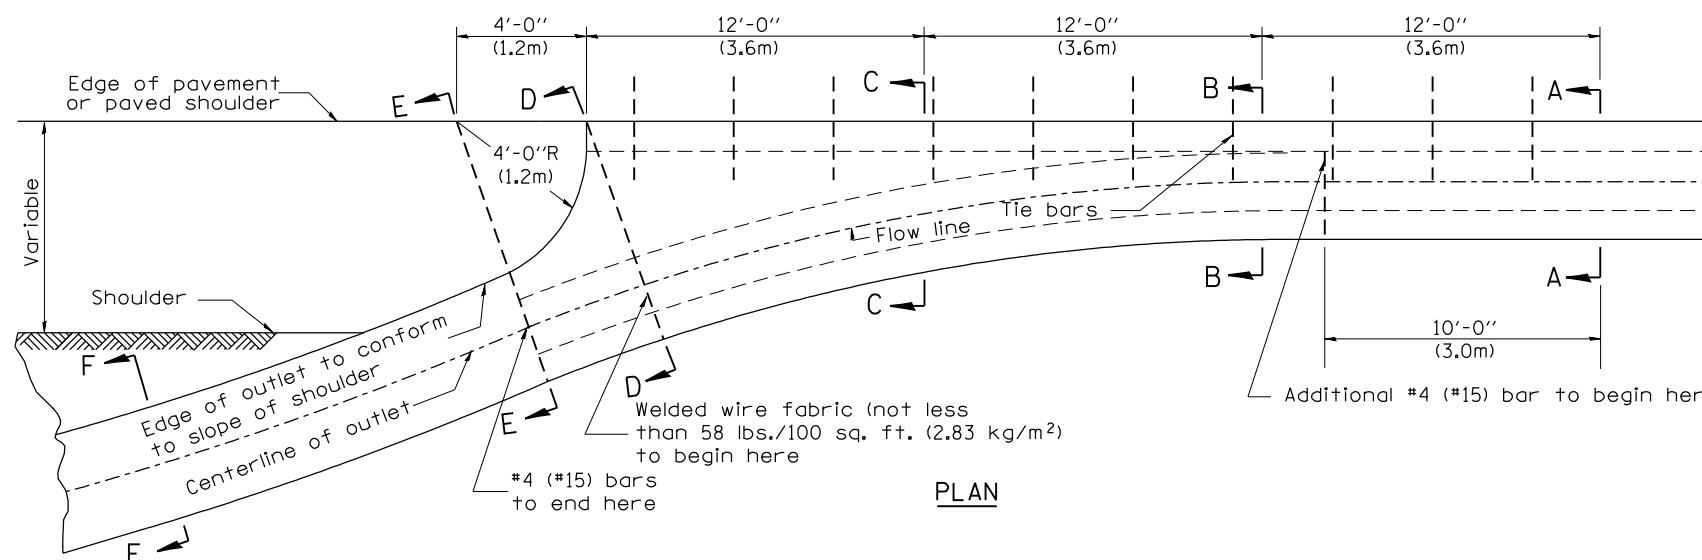 4'-0"
(1.2m)
12'-0"
(3.6m)
12'-0"
(3.6m)
12'-0"
(3.6m)
Edge of pavement
or paved shoulder
E
D
C
B
A
4'-0"R
(1.2m)
Variable
Tie bars
Flow line
Shoulder
C
B
A
10'-0"
(3.0m)
F
D
E
Edge of outlet to conform
to slope of shoulder
Centerline of outlet
Additional #4 (#15) bar to begin her
Welded wire fabric (not less
than 58 lbs./100 sq. ft. (2.83 kg/m²)
to begin here
#4 (#15) bars
to end here
PLAN
F